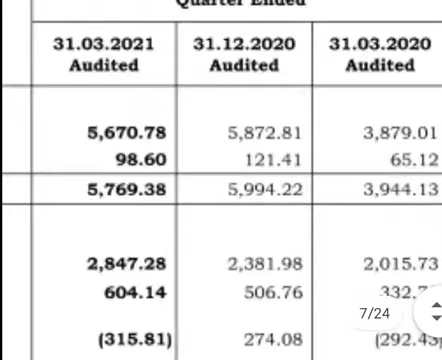 Quarter Ended
31.03.2021 31.12.2020 31.03.2020
Audited Audited Audited
5,670.78 5,872.81 3,879.01
98.60 121.41 65.12
5,769.38 5,994.22 3,944.13
2,847.28 2,381.98 2,015.73
604.14 506.76 332.
7/24
(315.81) 274.08 (292.43)